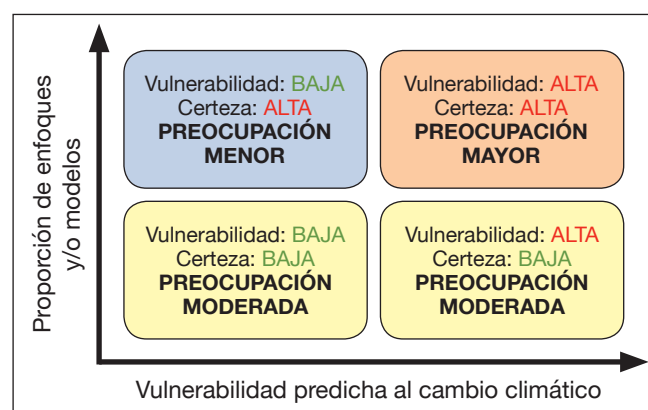 Proporción de enfoques
y/o modelos
Vulnerabilidad: BAJA
Certeza: ALTA
PREOCUPACIÓN
MENOR
Vulnerabilidad: ALTA
Certeza: ALTA
PREOCUPACIÓN
MAYOR
Vulnerabilidad: BAJA
Certeza: BAJA
PREOCUPACIÓN
MODERADA
Vulnerabilidad: ALTA
Certeza: BAJA
PREOCUPACIÓN
MODERADA
Vulnerabilidad predicha al cambio climático